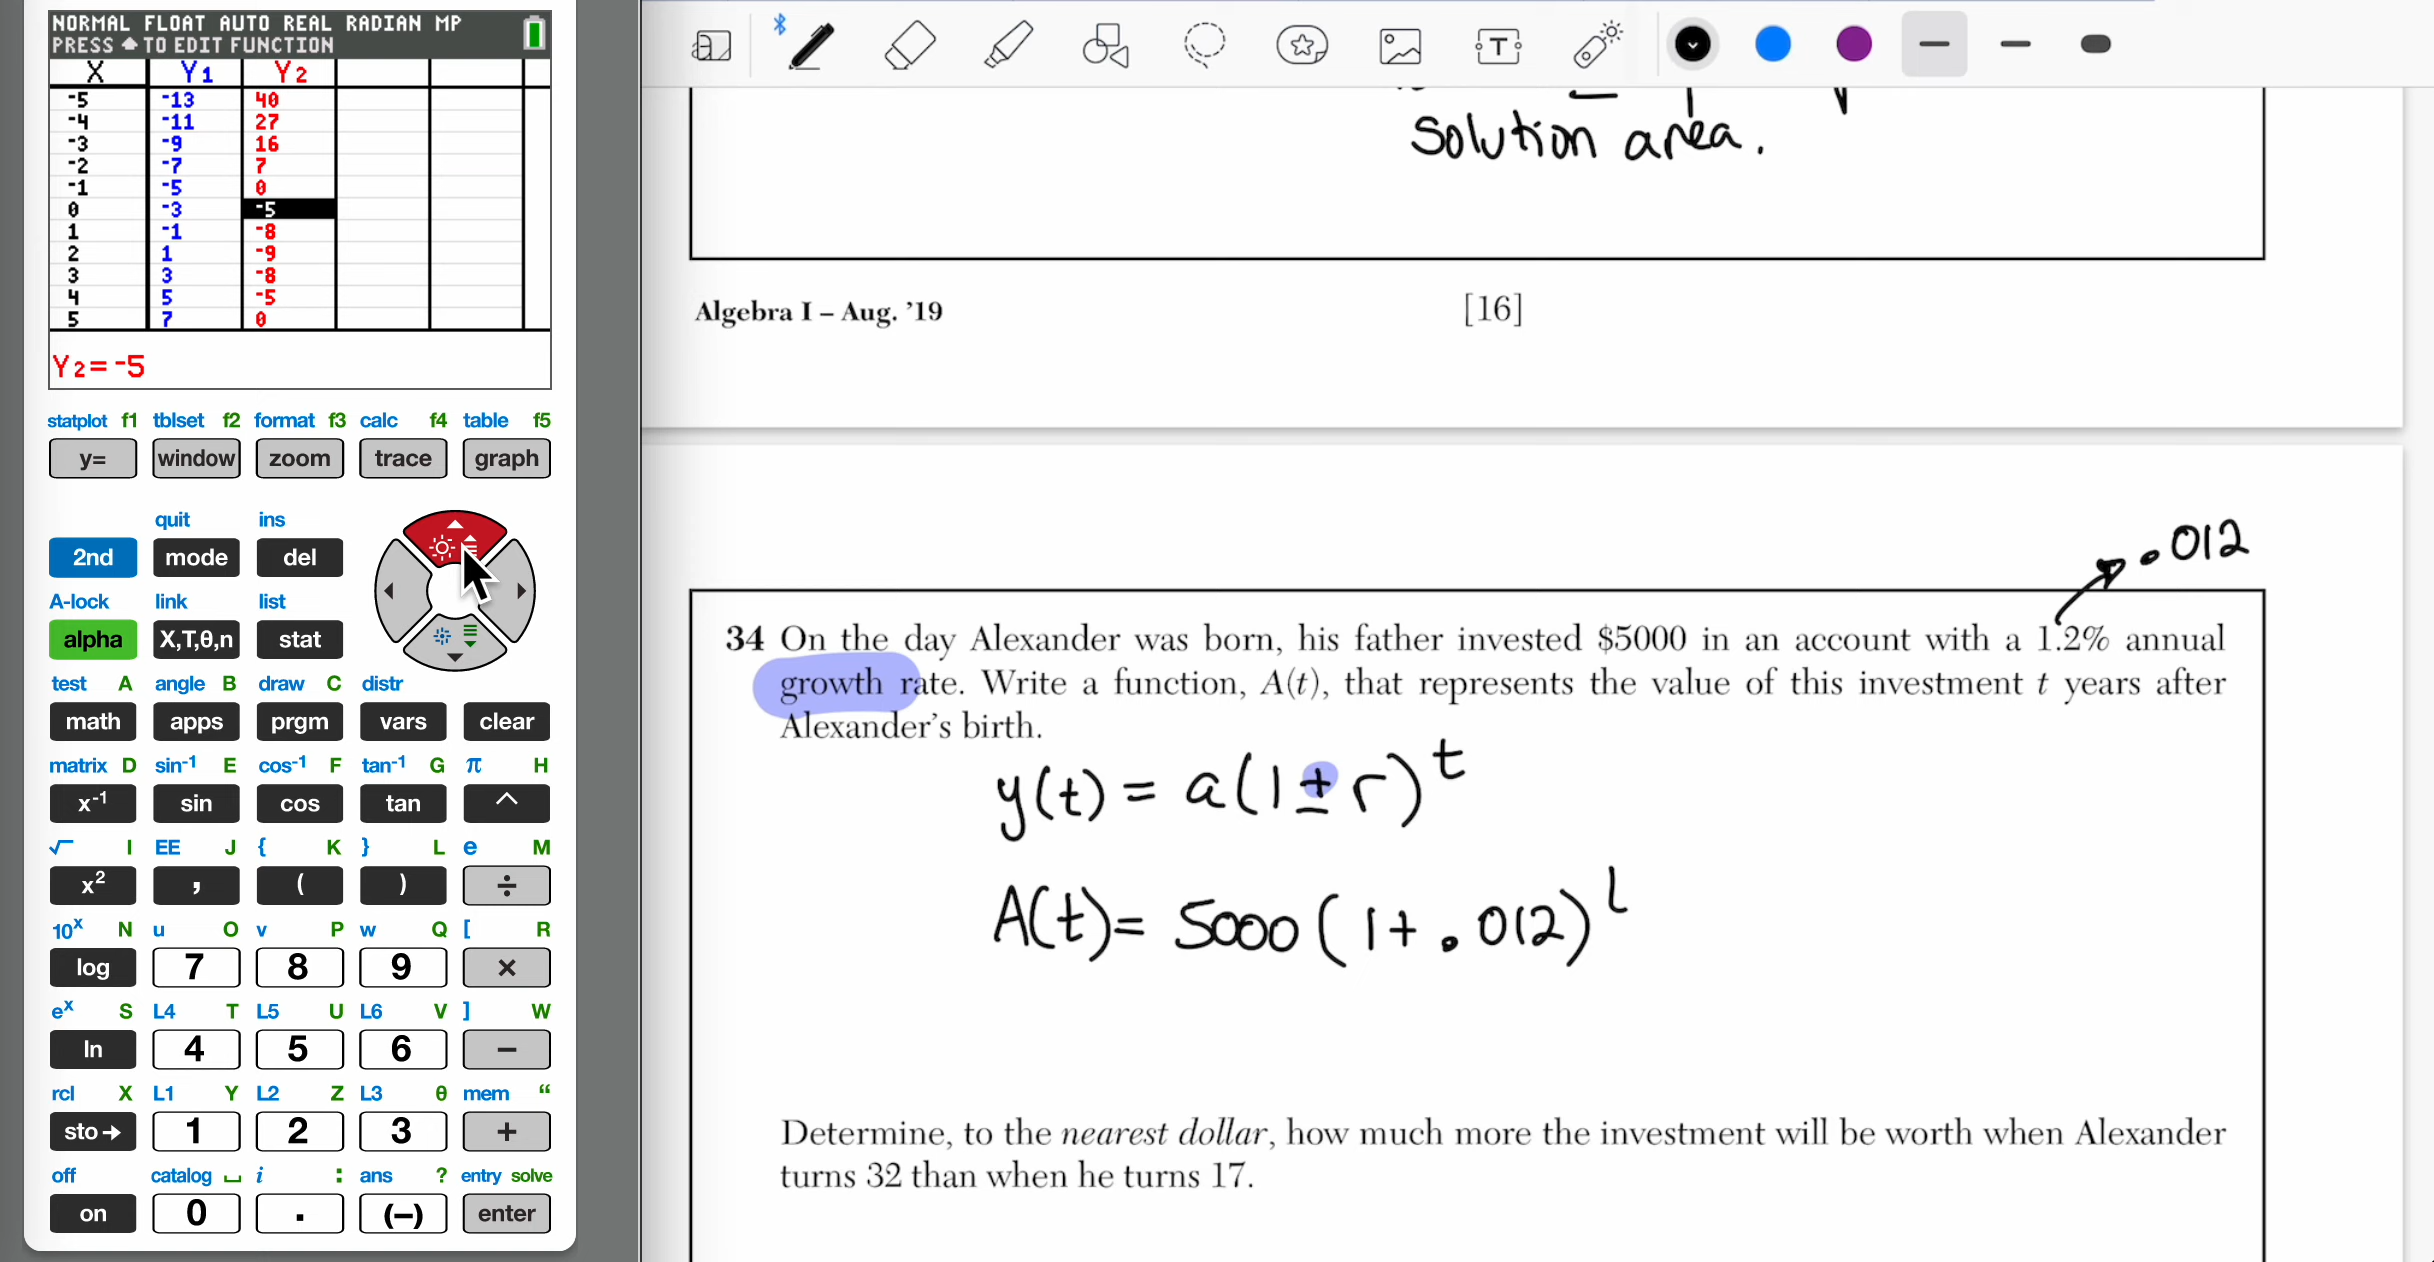 NORMAL FLOAT AUTO REAL RADIAN MP
PRESS TO EDIT FUNCTION
X Y1 Y2
-5 -13 40
-4 -11 27
-3 -9 16
-2 -7 7
-1 -5 0
0 -3 -5
1 -1 -8
2 1 -9
3 3 -8
4 5 -5
5 7 0
Y2=-5
statplot f1 tblset f2 format f3 calc f4 table f5
y= window zoom trace graph
quit ins
2nd mode del
A-lock link list
alpha X,T,θ,n stat
test A angle B draw C distr
math apps prgm vars clear
matrix D sin-1 E cos-1 F tan-1 G π H
x-1 sin cos tan ^
√ I EE J { K } L e M
x2 , ( ) ÷
10x N u O v P w Q [ R
log 7 8 9 ×
ex S L4 T L5 U L6 V ] W
ln 4 5 6 −
rcl X L1 Y L2 Z L3 θ mem “
sto→ 1 2 3 +
off catalog ⎵ i : ans ? entry solve
on 0 . (−) enter
T
Solution area.
Algebra I – Aug. ’19 [16]
.012
34 On the day Alexander was born, his father invested $5000 in an account with a 1.2% annual
growth rate. Write a function, A(t), that represents the value of this investment t years after
Alexander’s birth.
y(t) = a(1 ± r)^t
A(t) = 5000(1+.012)
Determine, to the nearest dollar, how much more the investment will be worth when Alexander
turns 32 than when he turns 17.